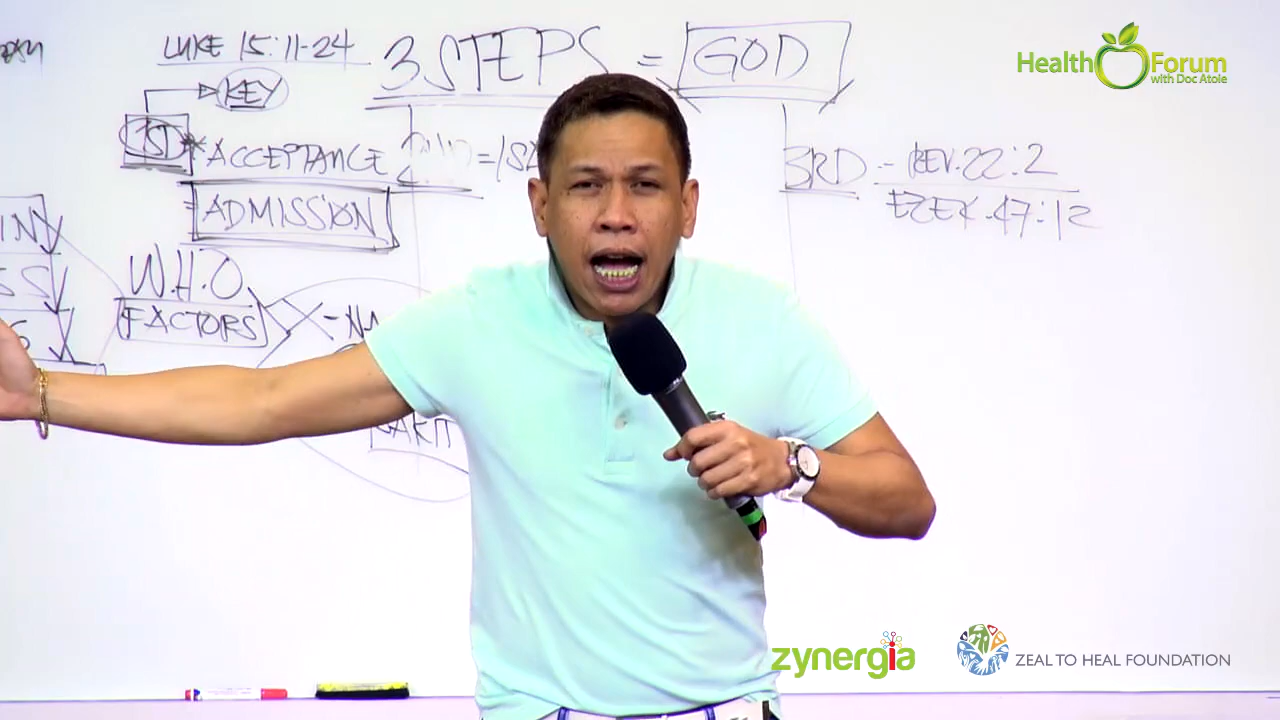 LUKE 15:11-24
3 STEPS = GOD
KEY
1ST * ACCEPTANCE
ADMISSION
3RD - REV. 22:2
EZEK. 47:12
W.H.O
FACTORS
Health Forum
with Doc Atole
zynergia
ZEAL TO HEAL FOUNDATION